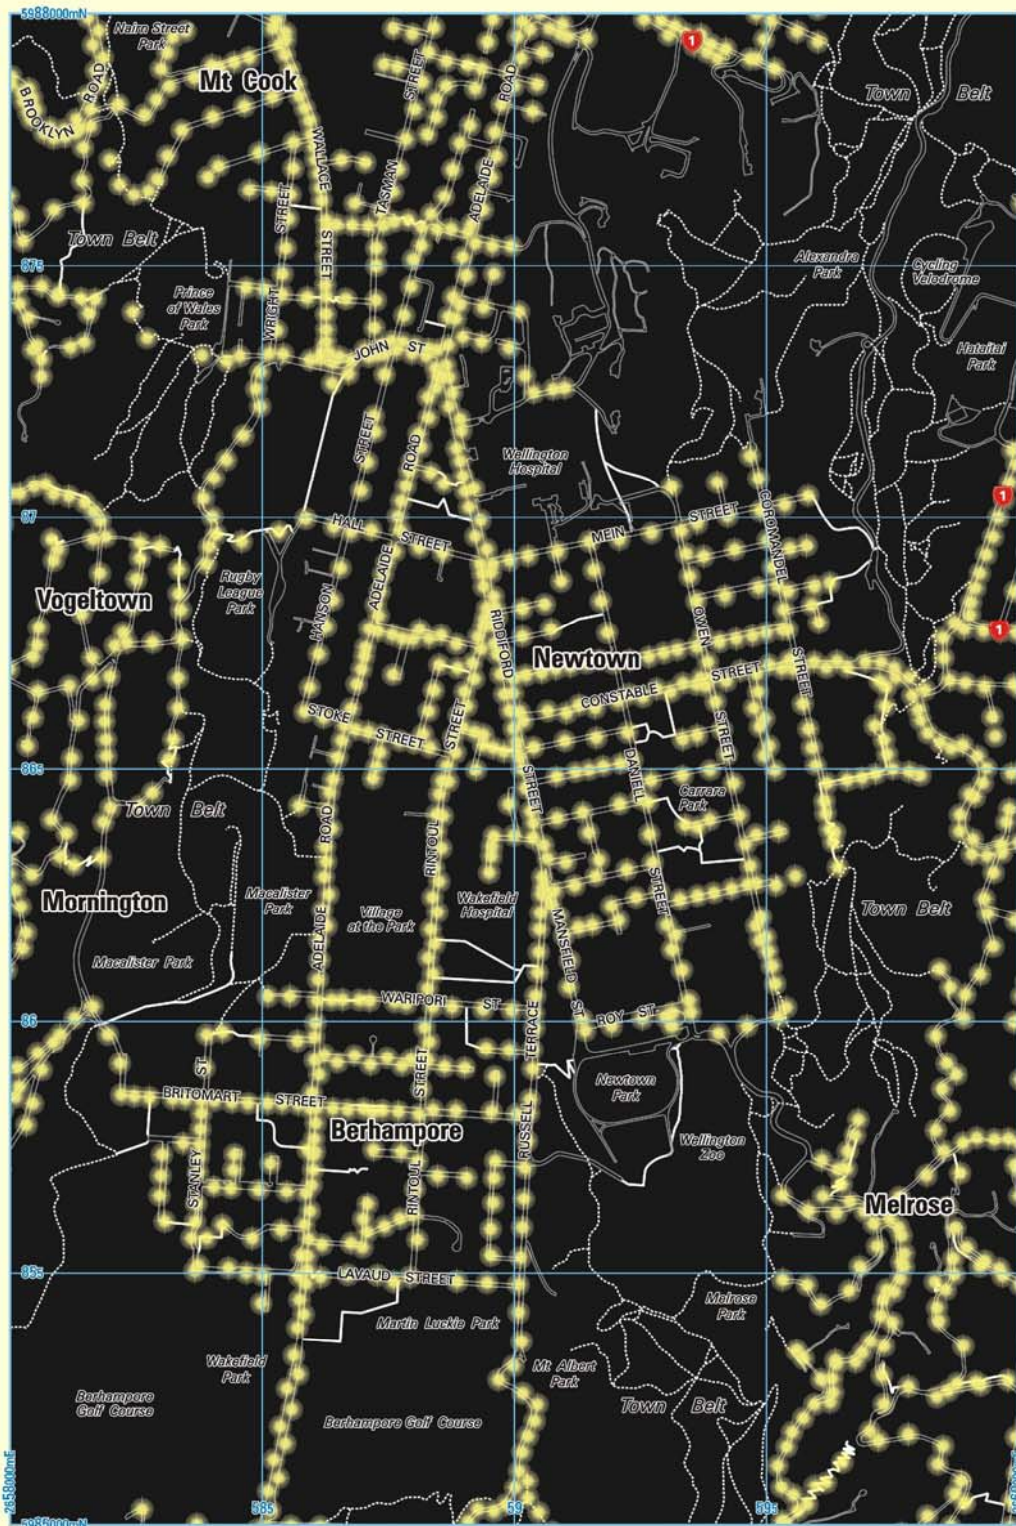 5988000mN
Nairn Street
Park
Mt Cook
ROAD
BROOKLYN
STREET
ROAD
1
Town Belt
WALLACE
STREET
TASMAN
ADELAIDE
STREET
Town Belt
875
Prince
of Wales
Park
WRIGHT
Alexandra
Park
Cycling
Velodrome
Hataitai
Park
JOHN ST
STREET
ROAD
Wellington
Hospital
1
87
HALL
STREET
MEIN
STREET
COROMANDEL
Vogeltown
Rugby
League
Park
HANSON
ADELAIDE
RIDDIFORD
OWEN
1
Newtown
CONSTABLE
STREET
STREET
STOKE
STREET
STREET
STREET
865
Town Belt
ROAD
RINTOUL
STREET
DANIELL
Carrara
Park
Mornington
Macalister
Park
Village
at the Park
Wakefield
Hospital
STREET
Town Belt
Macalister Park
ADELAIDE
MANSFIELD
ST
WARIPORI ST
86
ROY ST
TERRACE
ST
STREET
BRITOMART STREET
Newtown
Park
Berhampore
RUSSELL
Wellington
Zoo
STANLEY
RINTOUL
Melrose
855
LAVAUD STREET
Melrose
Park
Martin Luckie Park
Wakefield
Park
Mt Albert
Park
Berhampore
Golf Course
Berhampore Golf Course
Town Belt
2658000mE
585
59
595
5985000mN